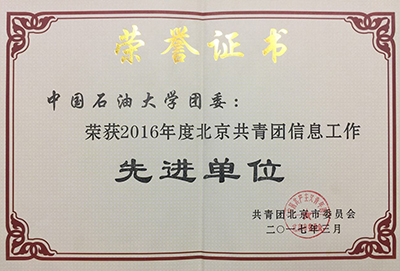 荣誉证书
中国石油大学团委：
荣获2016年度北京共青团信息工作
先进单位
共青团北京市委员会
二〇一七年三月